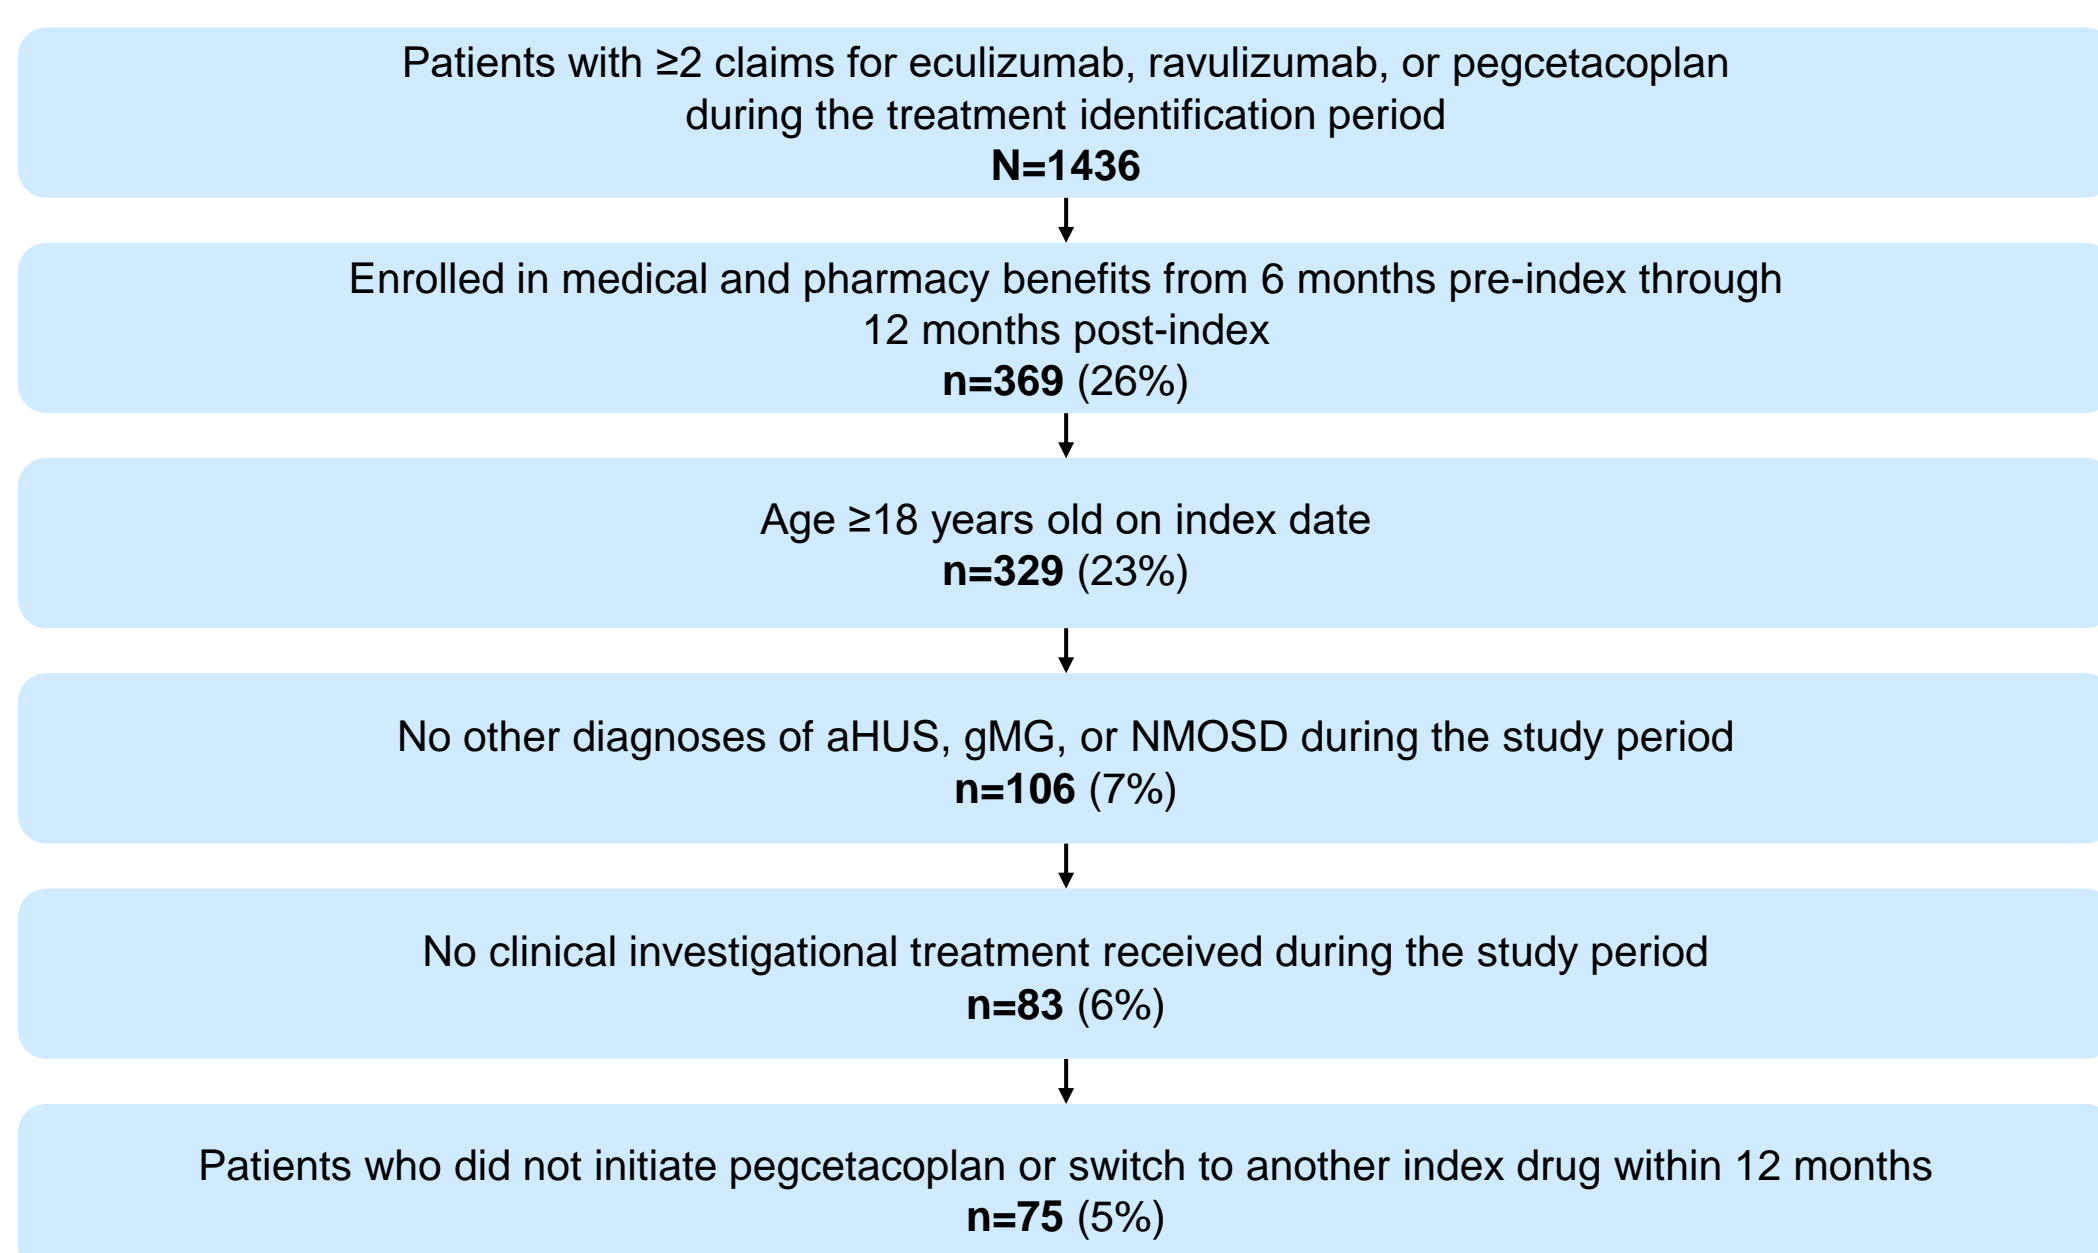 Patients with ≥2 claims for eculizumab, ravulizumab, or pegcetacoplan
during the treatment identification period
N=1436
Enrolled in medical and pharmacy benefits from 6 months pre-index through
12 months post-index
n=369 (26%)
Age ≥18 years old on index date
n=329 (23%)
No other diagnoses of aHUS, gMG, or NMOSD during the study period
n=106 (7%)
No clinical investigational treatment received during the study period
n=83 (6%)
Patients who did not initiate pegcetacoplan or switch to another index drug within 12 months
n=75 (5%)